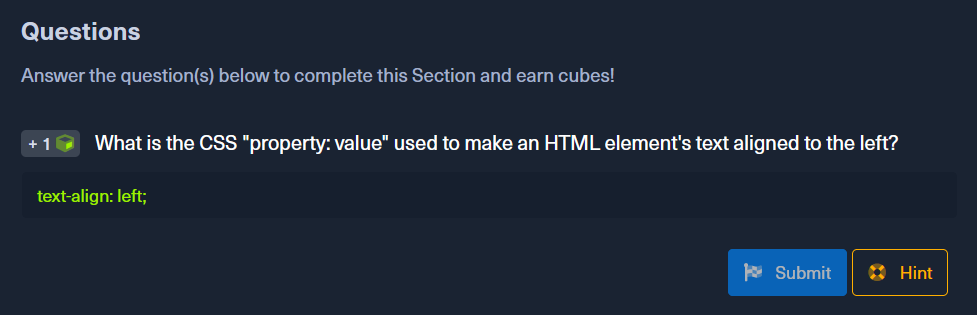 Questions
Answer the question(s) below to complete this Section and earn cubes!
+ 1 What is the CSS "property: value" used to make an HTML element's text aligned to the left?
text-align: left;
Submit Hint